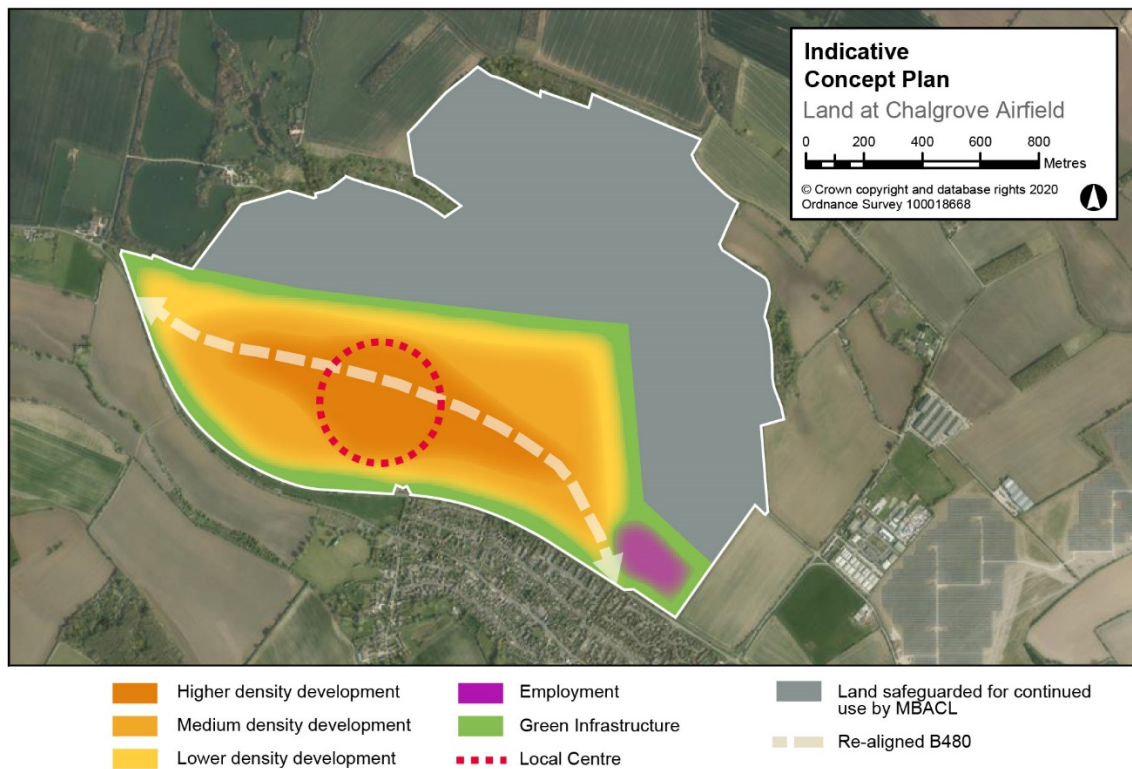 Indicative
Concept Plan
Land at Chalgrove Airfield
0 200 400 600 800
Metres
© Crown copyright and database rights 2020
Ordnance Survey 100018668
Higher density development
Medium density development
Lower density development
Employment
Green Infrastructure
Local Centre
Land safeguarded for continued
use by MBACL
Re-aligned B480